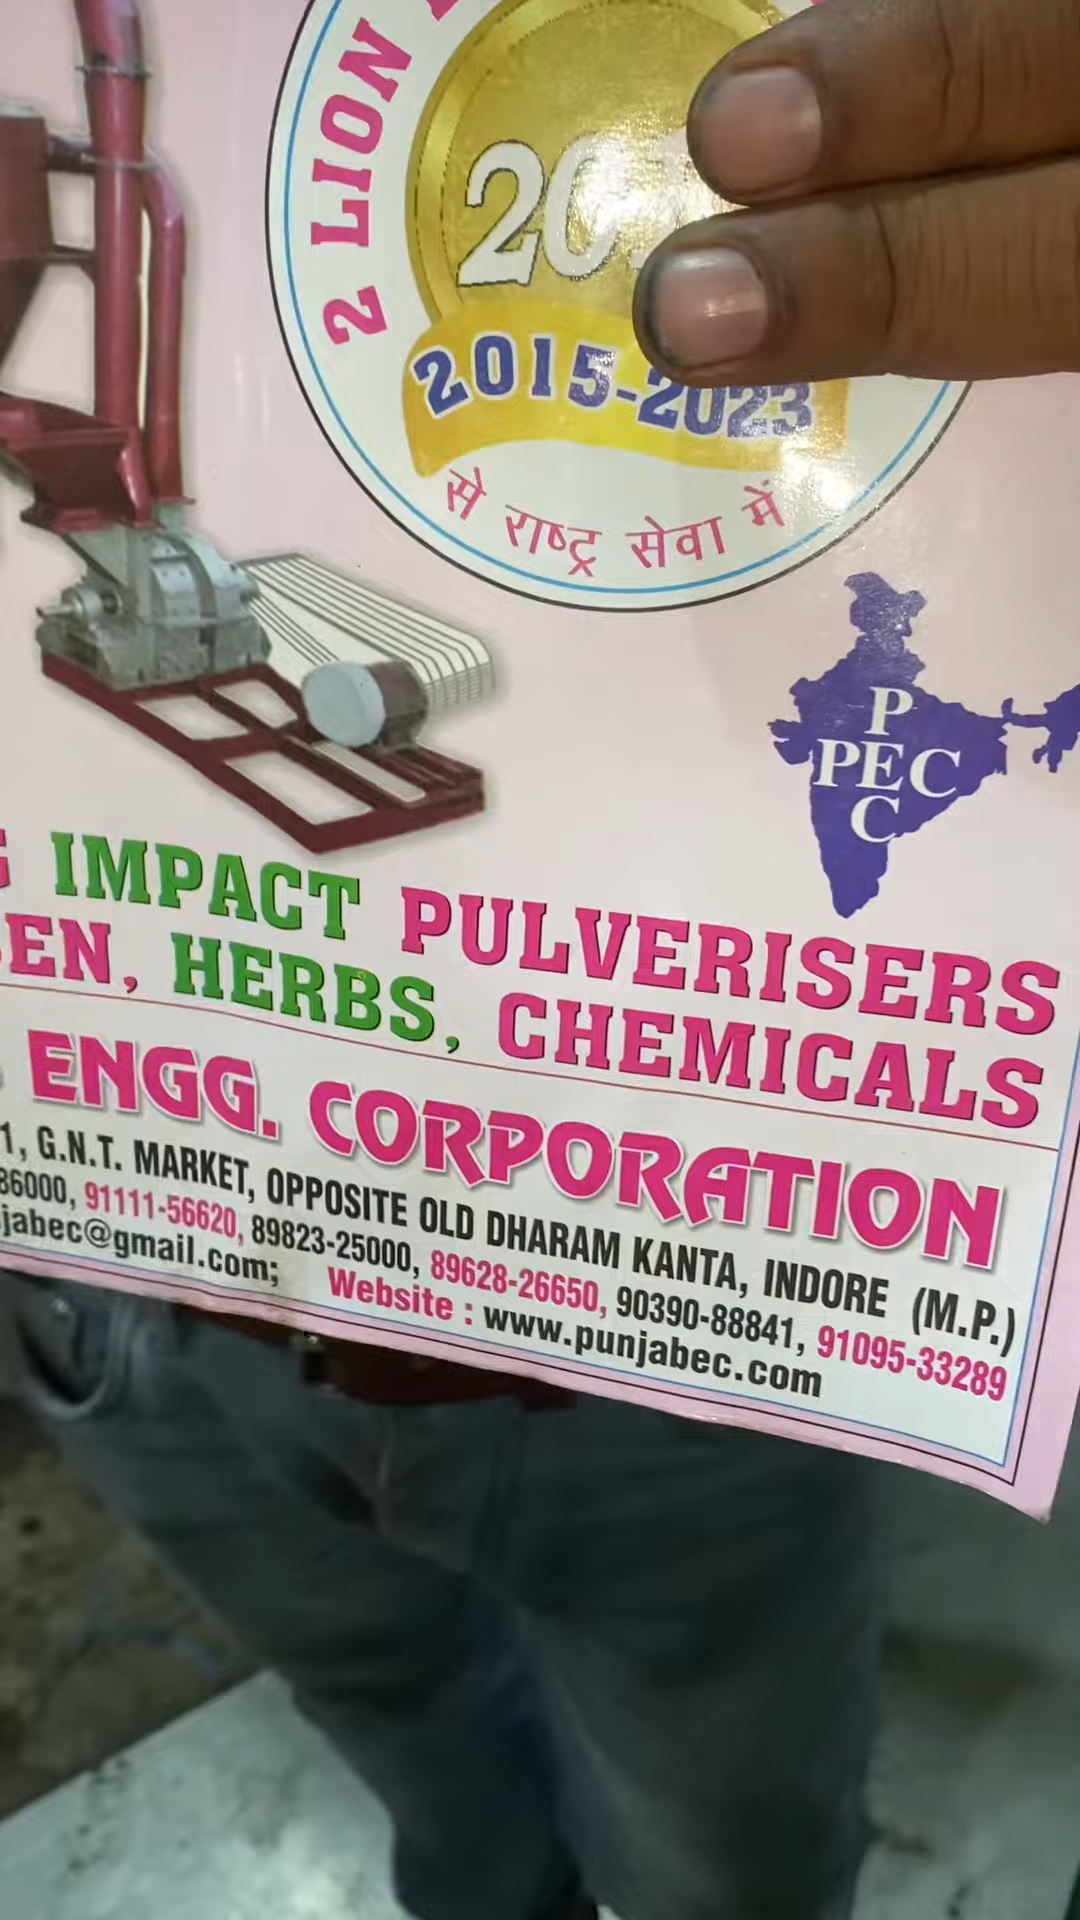 2 LION
2015-2023
से राष्ट्र सेवा में
P
PEC
C
IMPACT PULVERISERS
HERBS, CHEMICALS
ENGG. CORPORATION
1, G.N.T. MARKET, OPPOSITE OLD DHARAM KANTA, INDORE (M.P.)
86000, 91111-56620, 89823-25000, 89628-26650, 90390-88841, 91095-33289
jabec@gmail.com; Website : www.punjabec.com